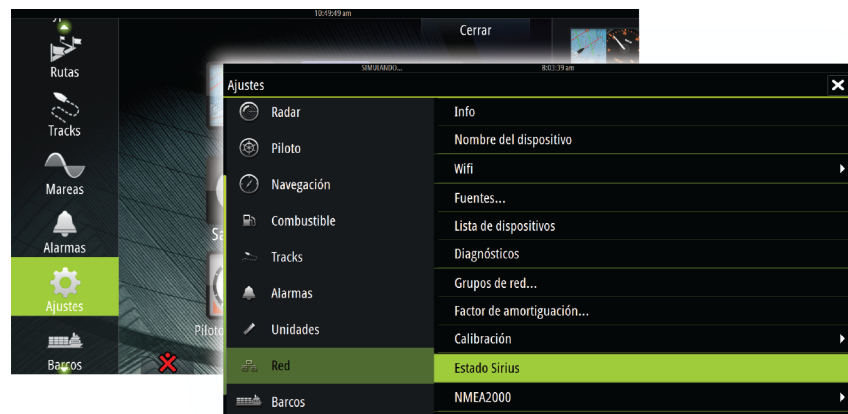 10:49:49 am
Cerrar
Rutas
Tracks
Mareas
Alarmas
Ajustes
Barcos
Piloto
SIMULANDO...
8:03:39 am
Ajustes
Radar
Piloto
Navegación
Combustible
Tracks
Alarmas
Unidades
Red
Barcos
Info
Nombre del dispositivo
Wifi
Fuentes...
Lista de dispositivos
Diagnósticos
Grupos de red...
Factor de amortiguación...
Calibración
Estado Sirius
NMEA2000